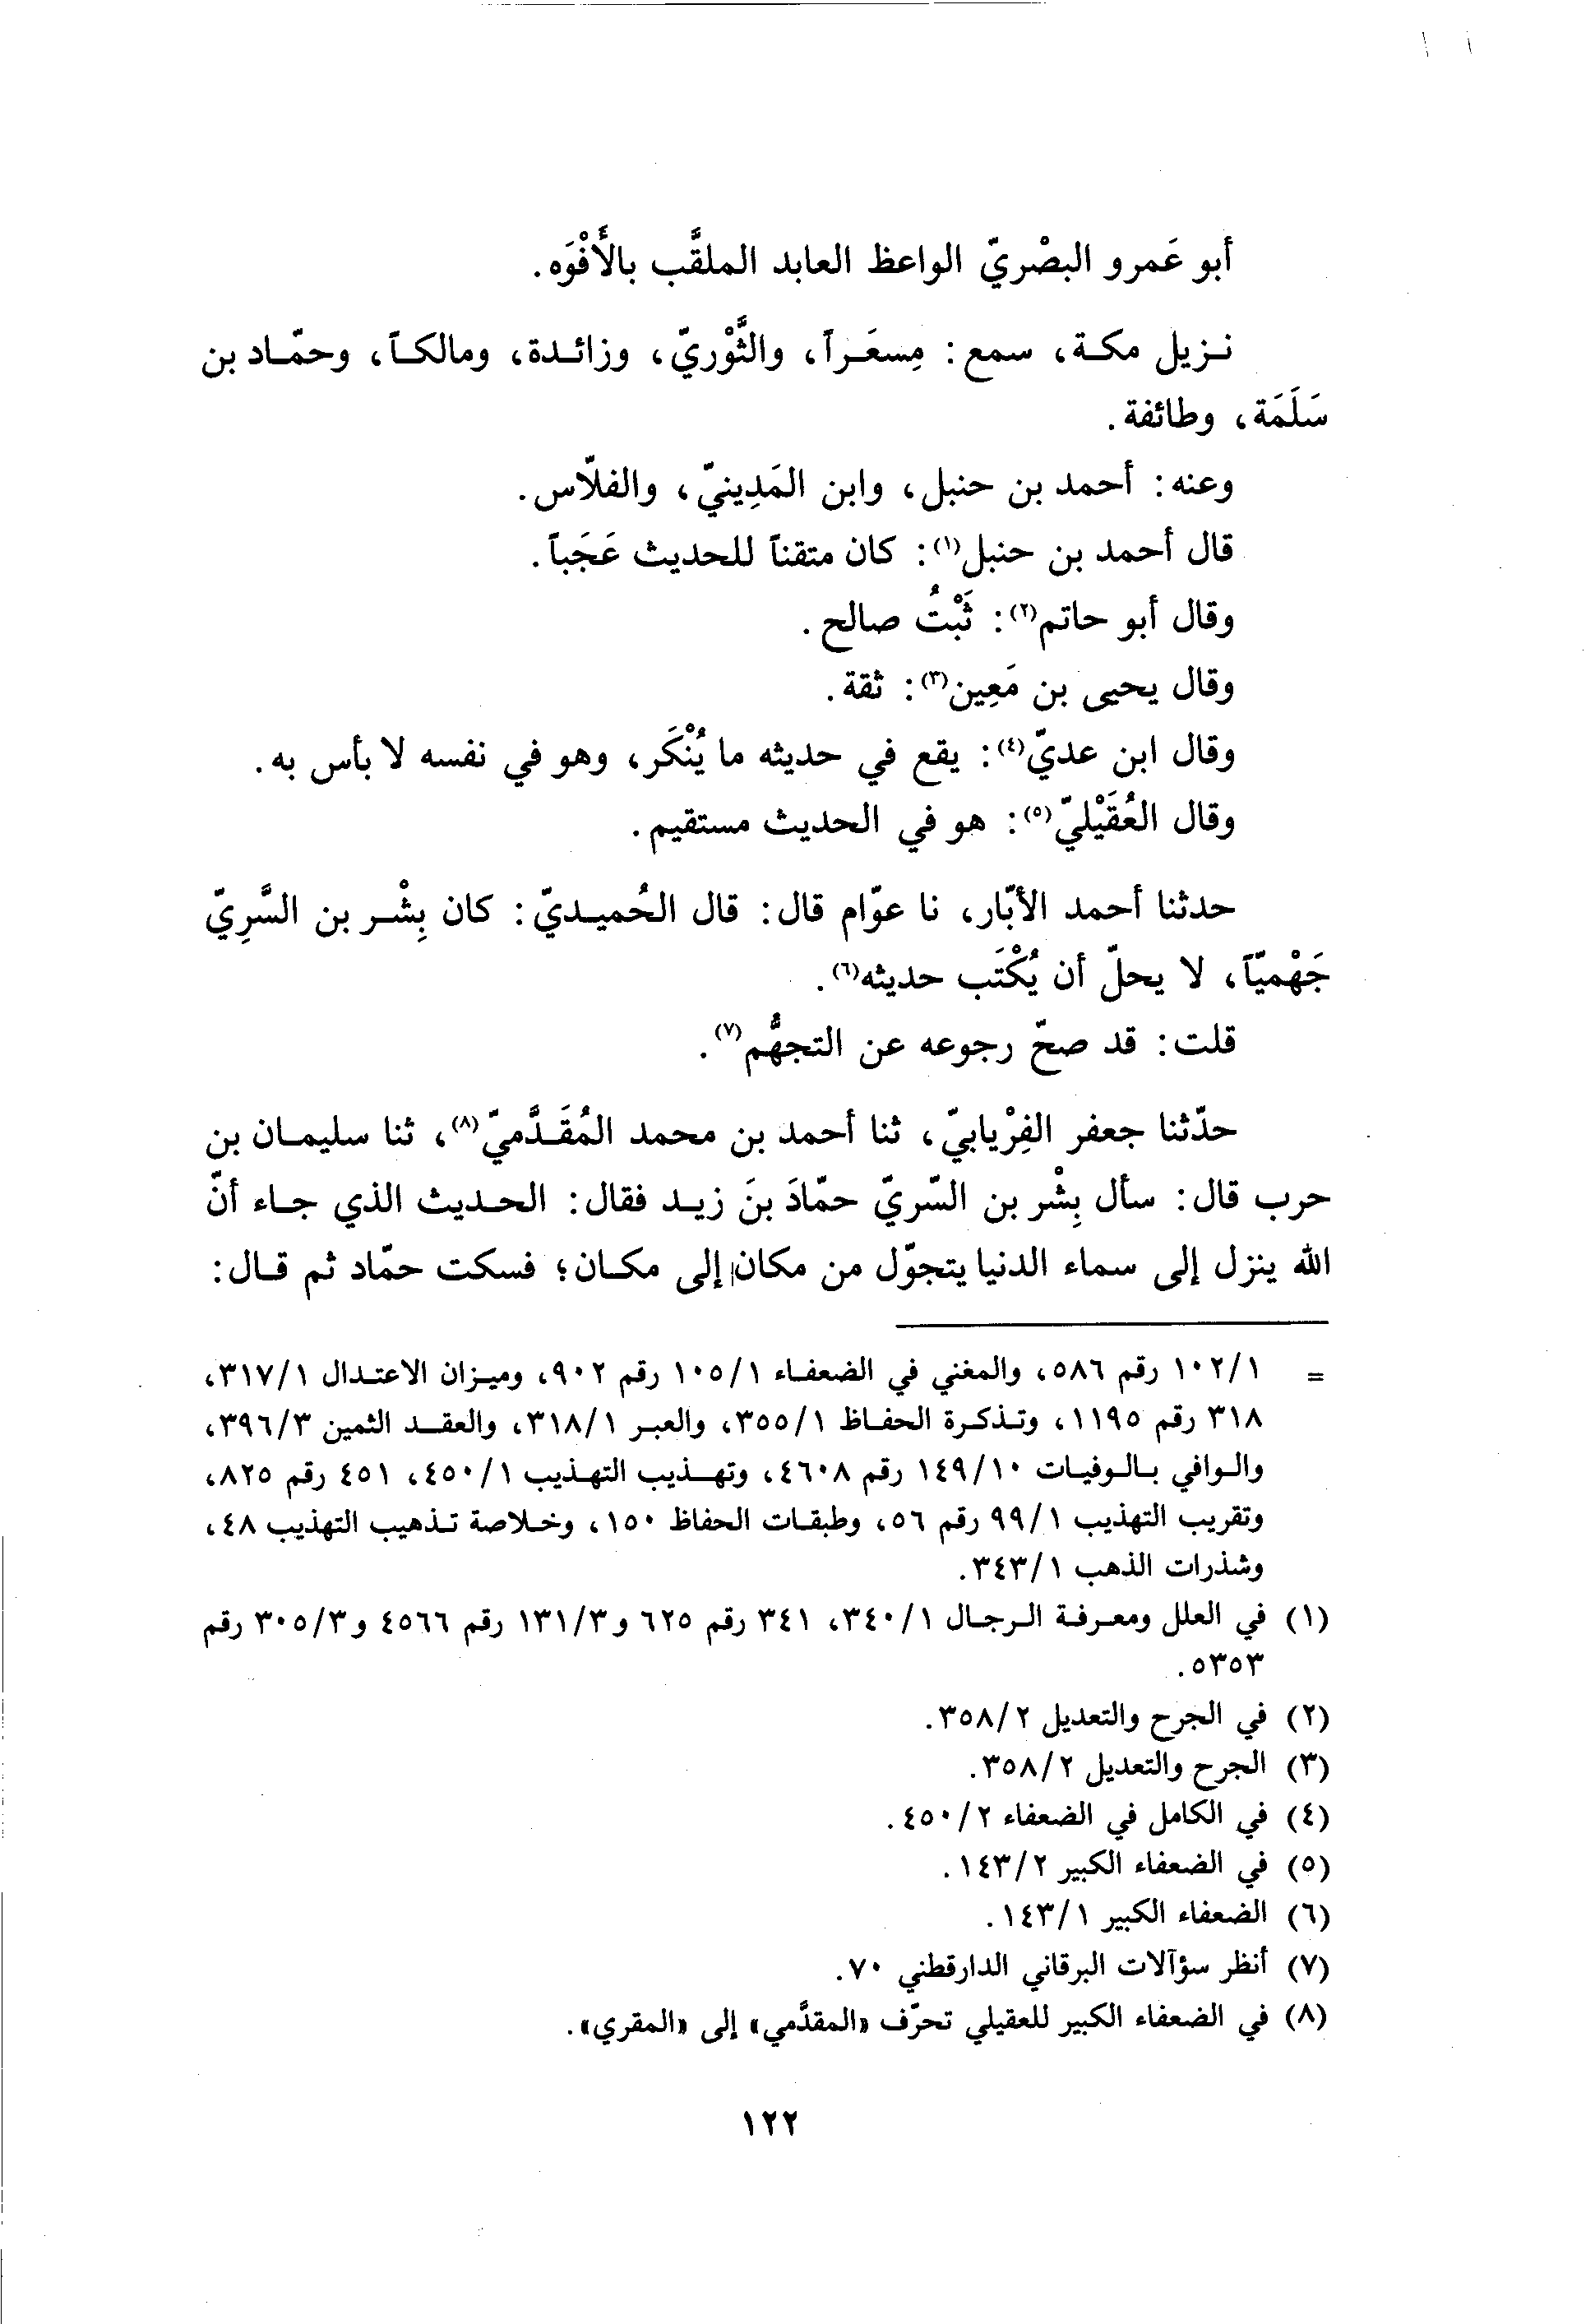 أبو عَمرو البصْريّ الواعظ العابد الملقَّب بالأَفْوَه.
نـزيل مكـة، سمع: مِسعَـراً، والثَّوْريّ، وزائـدة، ومالكـاً، وحمّـاد بن
سَلَمَة، وطائفة.
وعنه: أحمد بن حنبل، وابن المَدِينيّ، والفلّاس.
قال أحمد بن حنبل(١): كان متقناً للحديث عَجَباً.
وقال أبو حاتم(٢): ثَبْتُ صالح.
وقال يحيى بن مَعِين(٣): ثقة.
وقال ابن عديّ(٤): يقع في حديثه ما يُنْكَر، وهو في نفسه لا بأس به.
وقال العُقَيْليّ(٥): هو في الحديث مستقيم.
حدثنا أحمد الأبّار، نا عوّام قال: قال الحُميـديّ: كان بِشْـر بن السَّرِيّ
جَهْميّاً، لا يحلّ أن يُكْتَب حديثه(٦).
قلت: قد صحّ رجوعه عن التجهُّم(٧).
حدّثنا جعفر الفِرْيابيّ، ثنا أحمد بن محمد المُقَـدَّميّ(٨)، ثنا سليمـان بن
حرب قال: سأل بِشْر بن السّريّ حمّادَ بنَ زيـد فقال: الحـديث الذي جـاء أنّ
الله ينزل إلى سماء الدنيا يتجوّل من مكان إلى مكـان؛ فسكت حمّاد ثم قـال:
= ١٠٢/١ رقم ٥٨٦، والمغني في الضعفـاء ١٠٥/١ رقم ٩٠٢، وميـزان الاعتـدال ٣١٧/١،
٣١٨ رقم ١١٩٥، وتـذكـرة الحفـاظ ٣٥٥/١، والعبـر ٣١٨/١، والعقـد الثمين ٣٩٦/٣،
والـوافي بـالـوفيـات ١٤٩/١٠ رقم ٤٦٠٨، وتهـذيب التهـذيب ٤٥٠/١، ٤٥١ رقم ٨٢٥،
وتقريب التهذيب ٩٩/١ رقم ٥٦، وطبقـات الحفاظ ١٥٠، وخـلاصة تـذهيب التهذيب ٤٨،
وشذرات الذهب ٣٤٣/١.
(١) في العلل ومعـرفـة الـرجـال ٣٤٠/١، ٣٤١ رقم ٦٢٥ و١٣١/٣ رقم ٤٥٦٦ و٣٠٥/٣ رقم
٥٣٥٣.
(٢) في الجرح والتعديل ٣٥٨/٢.
(٣) الجرح والتعديل ٣٥٨/٢.
(٤) في الكامل في الضعفاء ٤٥٠/٢.
(٥) في الضعفاء الكبير ١٤٣/٢.
(٦) الضعفاء الكبير ١٤٣/١.
(٧) أنظر سؤآلات البرقاني الدارقطني ٧٠.
(٨) في الضعفاء الكبير للعقيلي تحرّف «المقدَّمي» إلى «المقري».
١٢٢